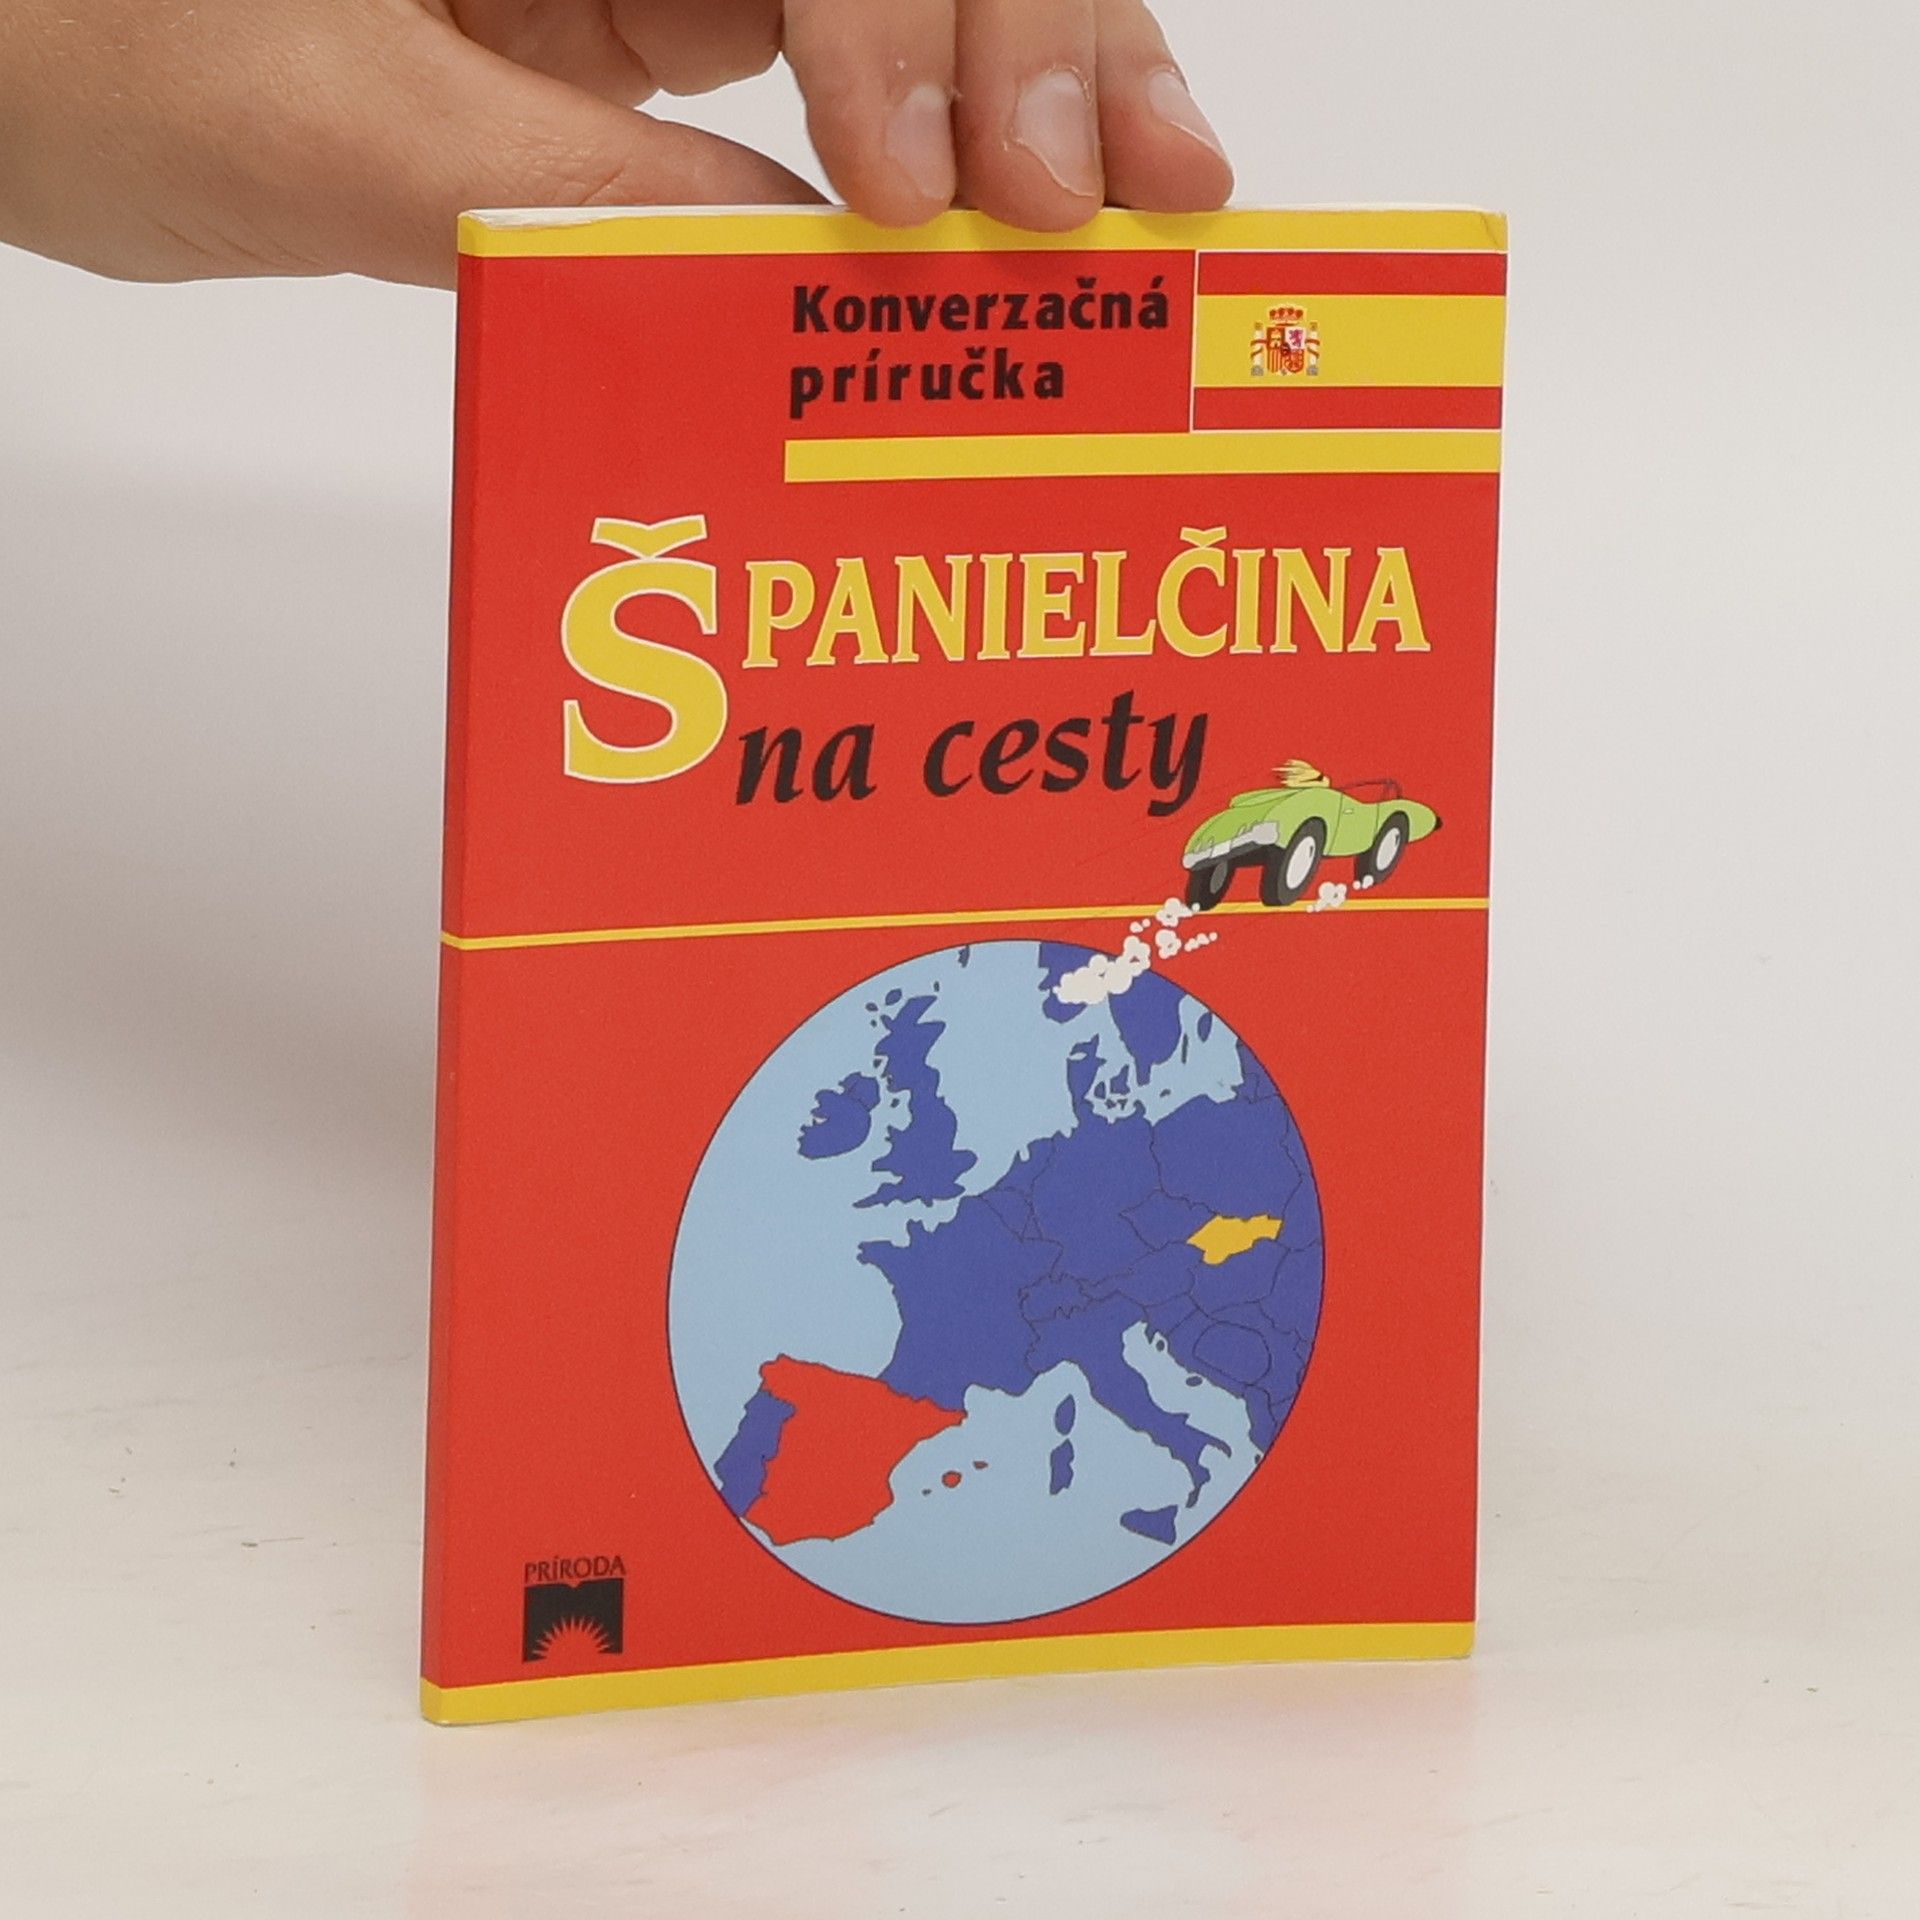 Konverzačná
príručka
ŠPANIELČINA
na cesty
PRÍRODA